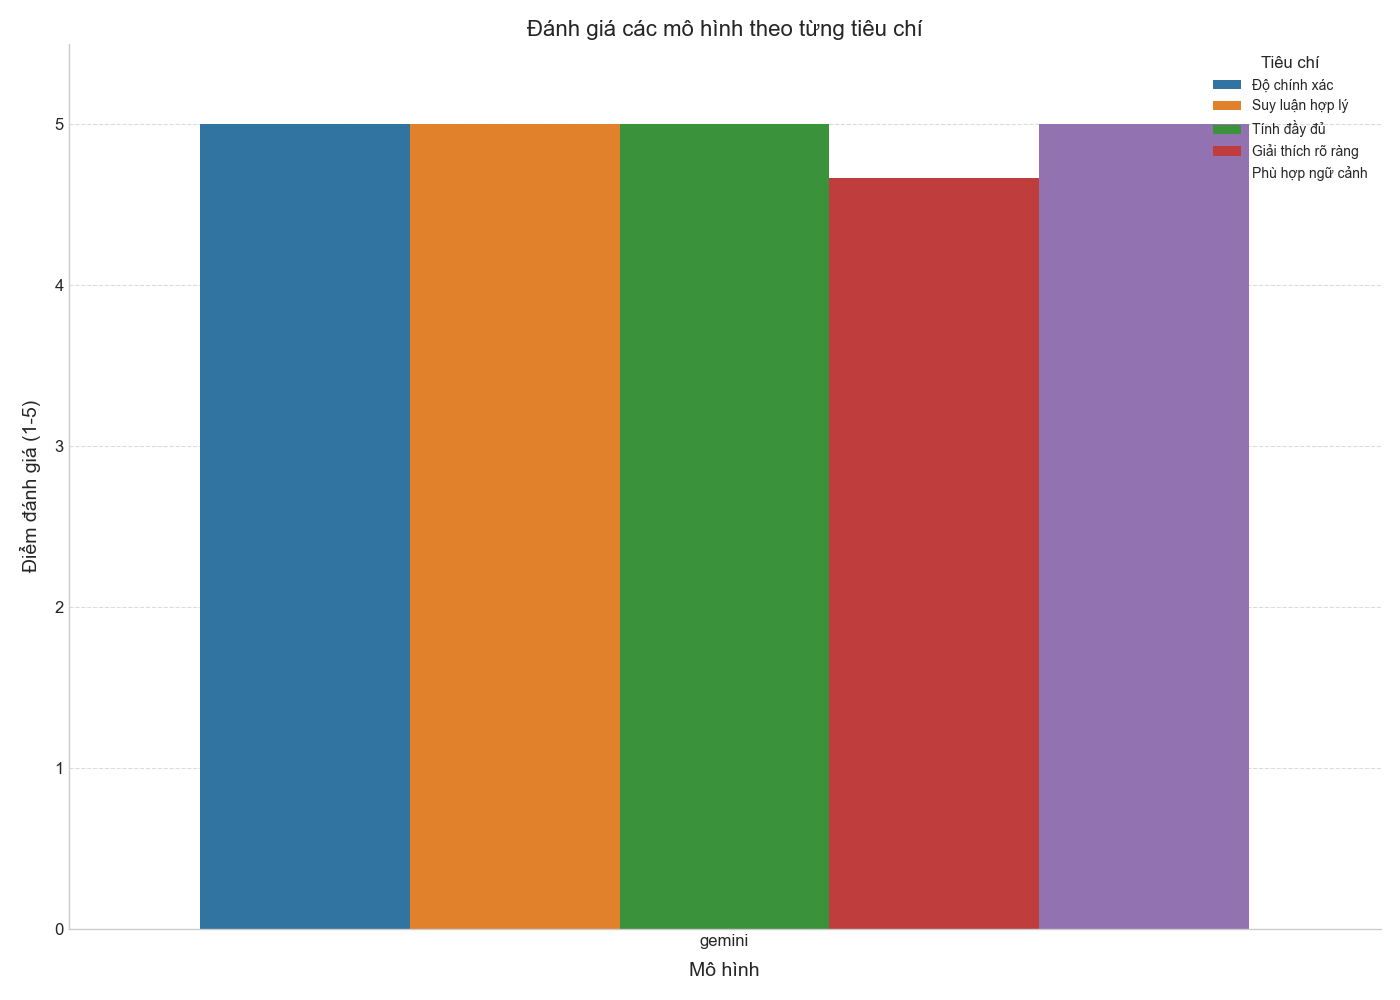 Đánh giá các mô hình theo từng tiêu chí
Tiêu chí
Độ chính xác
Suy luận hợp lý
Tính đầy đủ
Giải thích rõ ràng
Phù hợp ngữ cảnh
Điểm đánh giá (1-5)
5
4
3
2
1
0
gemini
Mô hình